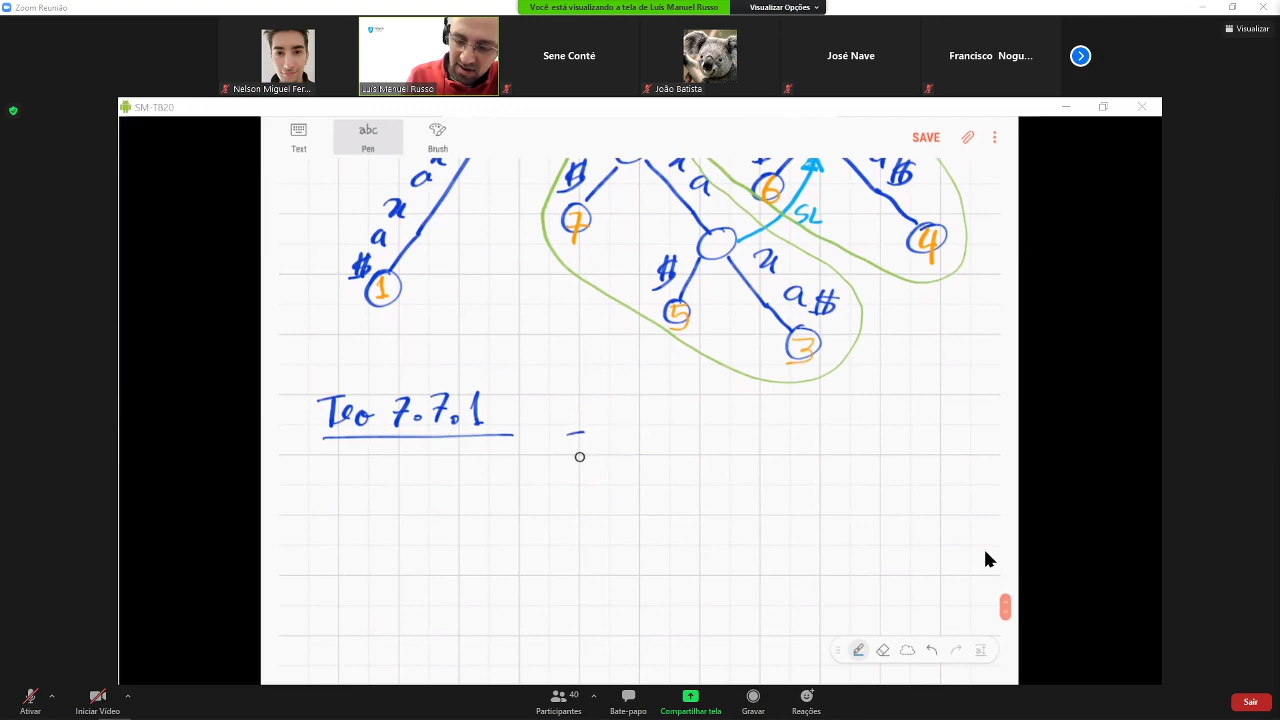 Zoom Reunião
Você está visualizando a tela de Luís Manuel Russo
Visualizar Opções
Visualizar
Nelson Miguel Fer...
Luís Manuel Russo
Sene Conté
João Batista
José Nave
Francisco Nogu...
SM-T820
Text
abc
Pen
Brush
SAVE
x
a
x
a
$
1
$
7
x
a
6
SL
$
4
$
5
x
a $
3
Teo 7.7.1
Ativar
Iniciar Vídeo
40
Participantes
Bate-papo
Compartilhar tela
Gravar
Reações
Sair